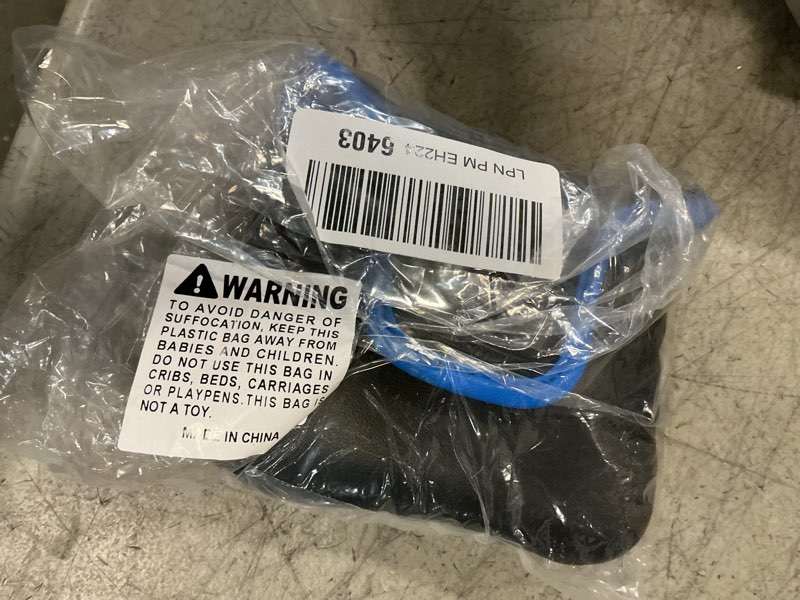 LPN PM EH224 6403
WARNING
TO AVOID DANGER OF
SUFFOCATION, KEEP THIS
PLASTIC BAG AWAY FROM
BABIES AND CHILDREN.
DO NOT USE THIS BAG IN
CRIBS, BEDS, CARRIAGES
OR PLAYPENS.THIS BAG IS
NOT A TOY.
MADE IN CHINA